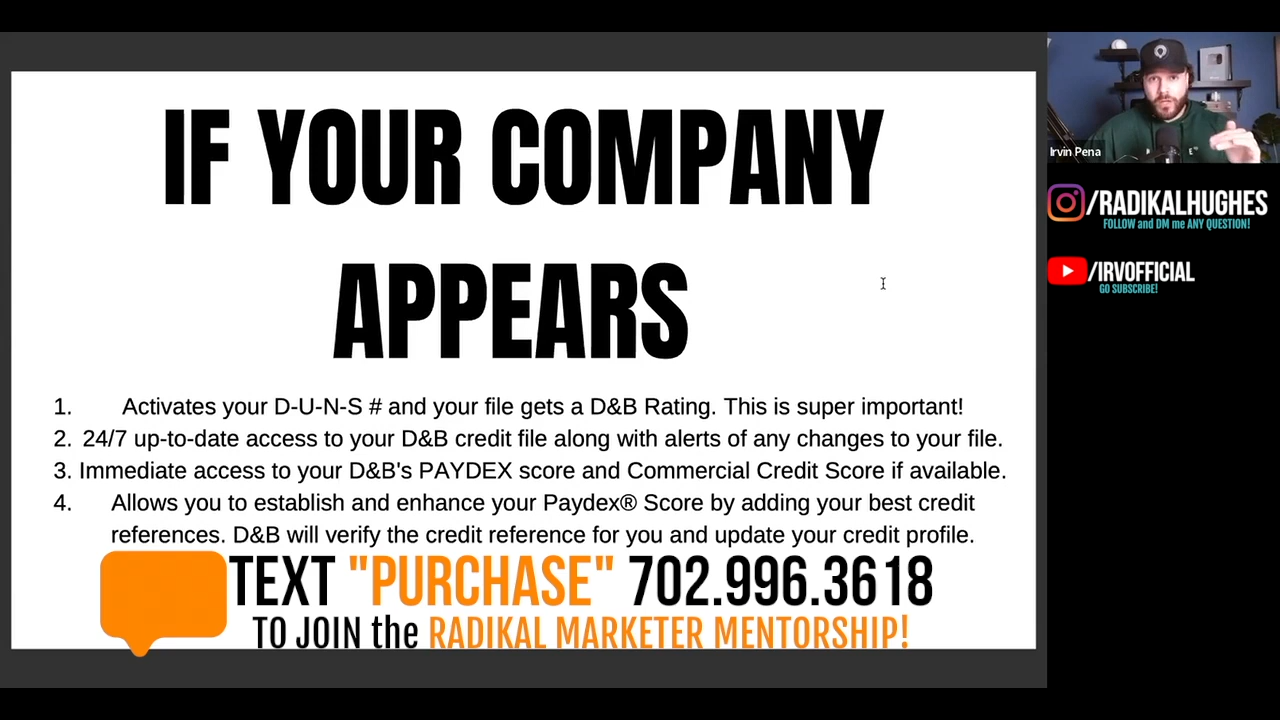 IF YOUR COMPANY
APPEARS
1. Activates your D-U-N-S # and your file gets a D&B Rating. This is super important!
2. 24/7 up-to-date access to your D&B credit file along with alerts of any changes to your file.
3. Immediate access to your D&B's PAYDEX score and Commercial Credit Score if available.
4. Allows you to establish and enhance your Paydex® Score by adding your best credit
references. D&B will verify the credit reference for you and update your credit profile.
TEXT "PURCHASE" 702.996.3618
TO JOIN the RADIKAL MARKETER MENTORSHIP!
Irvin Pena
/RADIKALHUGHES
FOLLOW and DM me ANY QUESTION!
/IRVOFFICIAL
GO SUBSCRIBE!